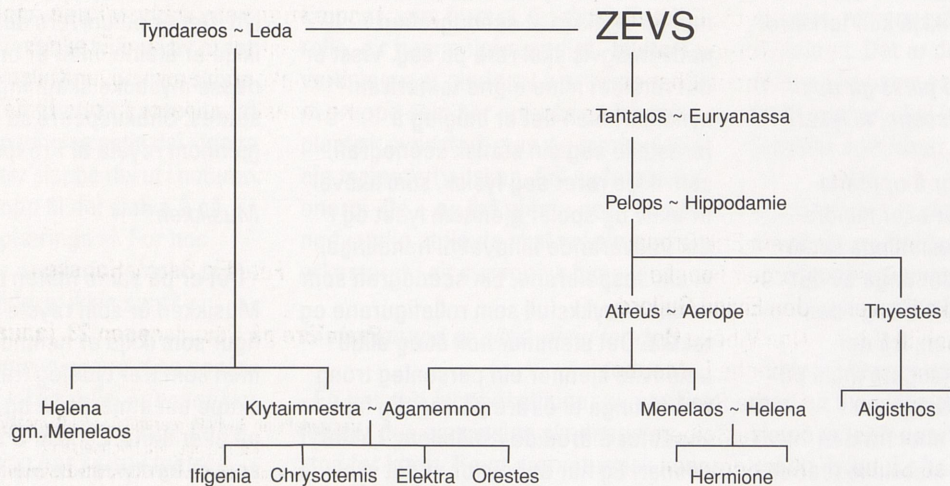 Tyndareos ~ Leda ZEVS
Tantalos ~ Euryanassa
Pelops ~ Hippodamie
Atreus ~ Aerope Thyestes
Helena Klytaimnestra ~ Agamemnon Menelaos ~ Helena Aigisthos
gm. Menelaos
Ifigenia Chrysotemis Elektra Orestes Hermione